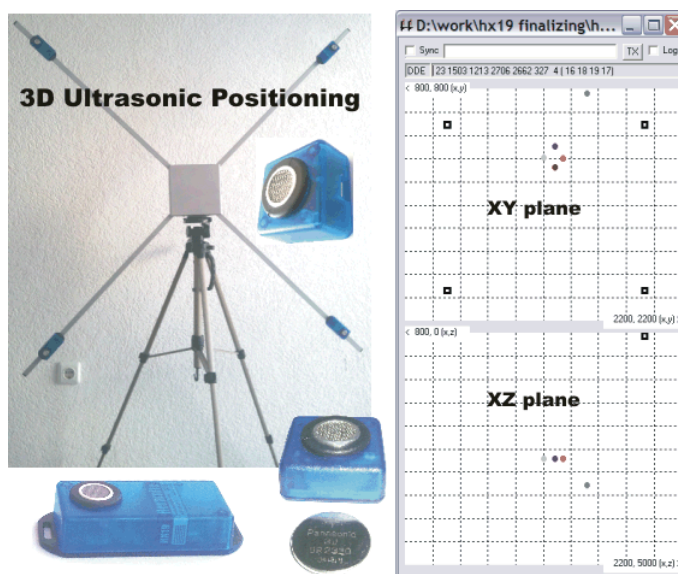 3D Ultrasonic Positioning
D:\work\hx19 finalizing\h...
Sync
TX
Log
DDE
23 1503 1213 2706 2662 327 4 ( 16 18 19 17)
< 800, 800 (x,y)
XY plane
2200, 2200 (x,y)
< 800, 0 (x,z)
XZ plane
2200, 5000 (x,z)
Panasonic